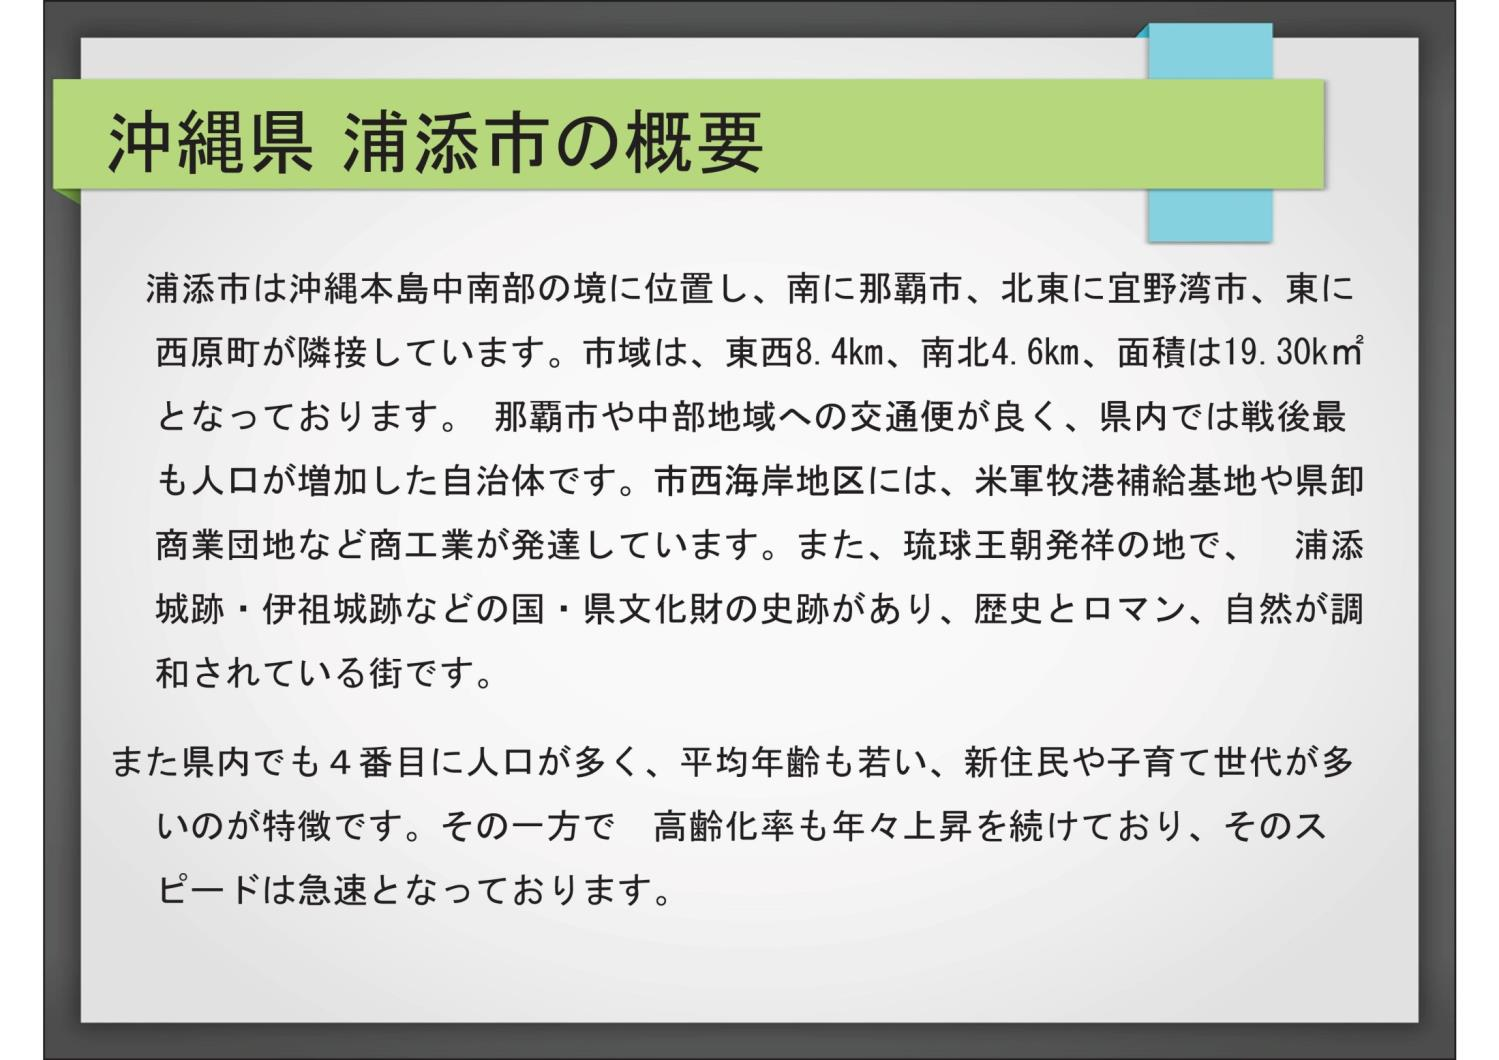 沖縄県 浦添市の概要
浦添市は沖縄本島中南部の境に位置し、南に那覇市、北東に宜野湾市、東に
西原町が隣接しています。市域は、東西8.4km、南北4.6km、面積は19.30k㎡
となっております。　那覇市や中部地域への交通便が良く、県内では戦後最
も人口が増加した自治体です。市西海岸地区には、米軍牧港補給基地や県卸
商業団地など商工業が発達しています。また、琉球王朝発祥の地で、　浦添
城跡・伊祖城跡などの国・県文化財の史跡があり、歴史とロマン、自然が調
和されている街です。
また県内でも４番目に人口が多く、平均年齢も若い、新住民や子育て世代が多
いのが特徴です。その一方で　高齢化率も年々上昇を続けており、そのス
ピードは急速となっております。